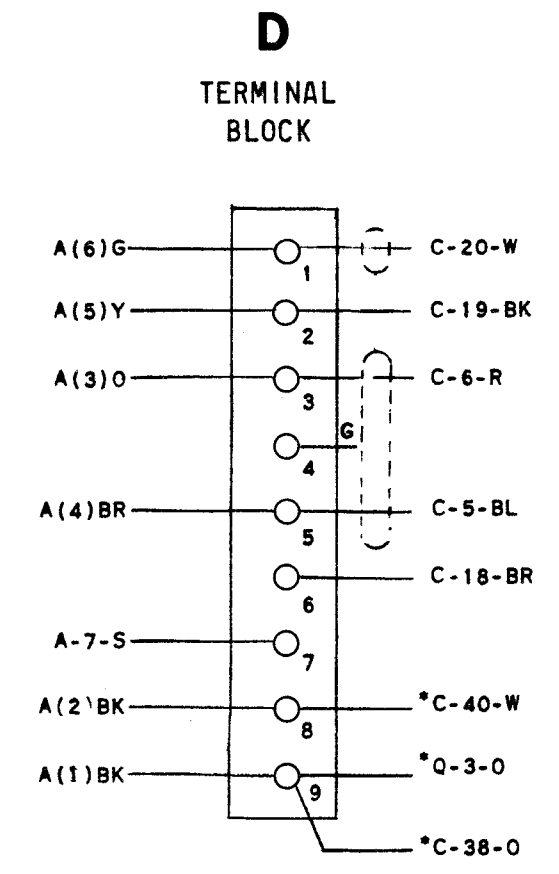 D
TERMINAL
BLOCK
A(6)G 1 C-20-W
A(5)Y 2 C-19-BK
A(3)O 3 C-6-R
4 G
A(4)BR 5 C-5-BL
6 C-18-BR
A-7-S 7
A(2)BK 8 *C-40-W
A(1)BK 9 *Q-3-O
*C-38-O